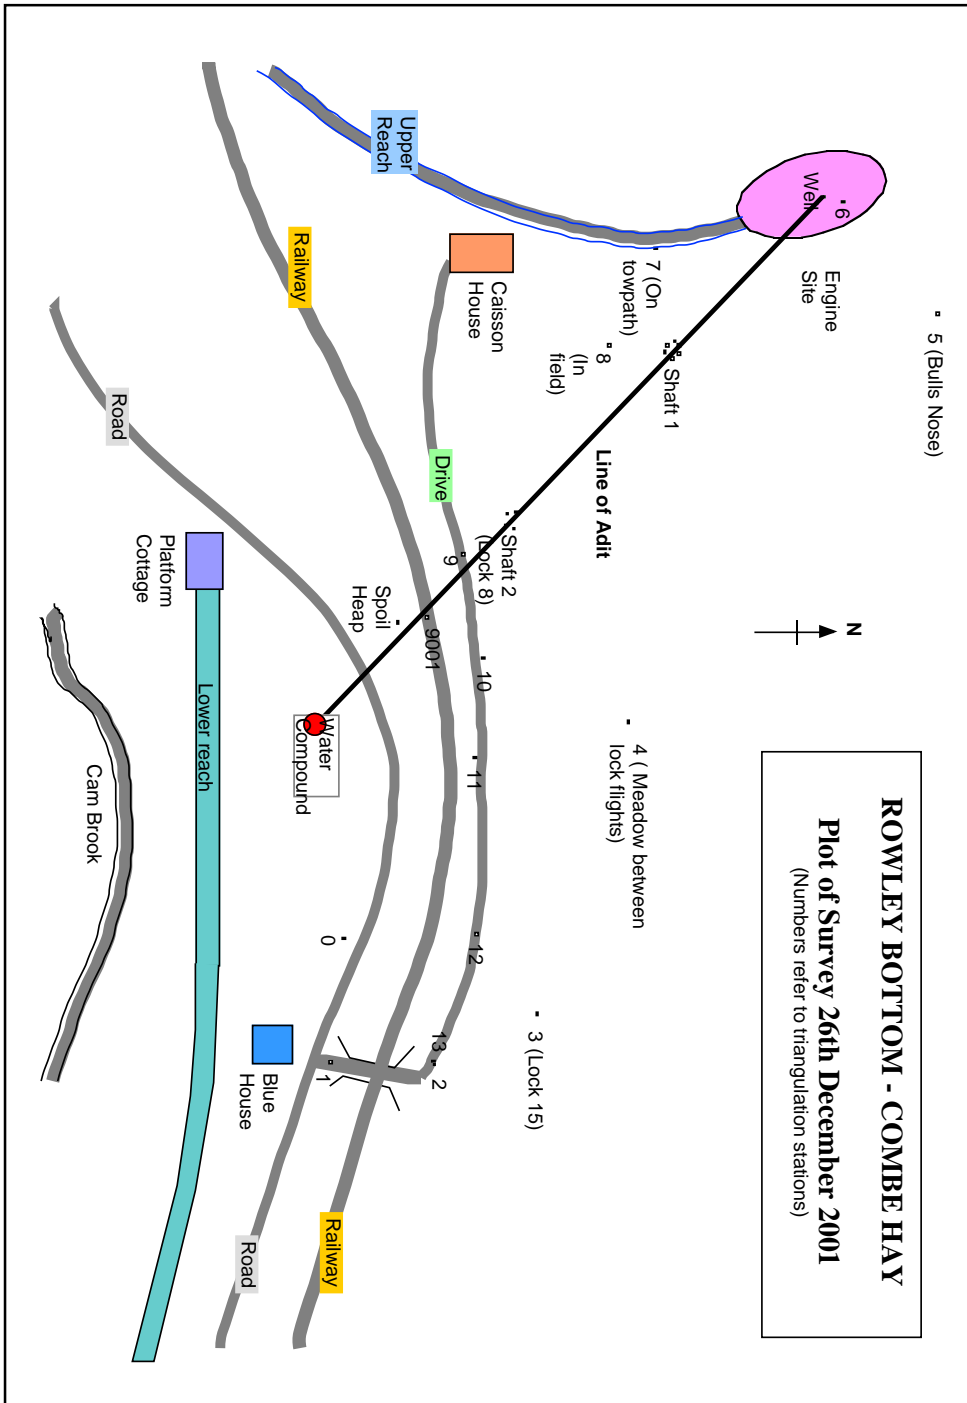 ROWLEY BOTTOM - COMBE HAY
Plot of Survey 26th December 2001
(Numbers refer to triangulation stations)
5 (Bulls Nose)
N
6
Well
Engine
Site
7 (On
towpath)
Shaft 1
8
(In
field)
Line of Adit
4 ( Meadow between
lock flights)
3 (Lock 15)
Upper
Reach
Caisson
House
Drive
Shaft 2
(Lock 8)
9
10
11
12
13
2
9001
Railway
Spoil
Heap
Water
Compound
0
1
Railway
Road
Blue
House
Road
Platform
Cottage
Lower reach
Cam Brook